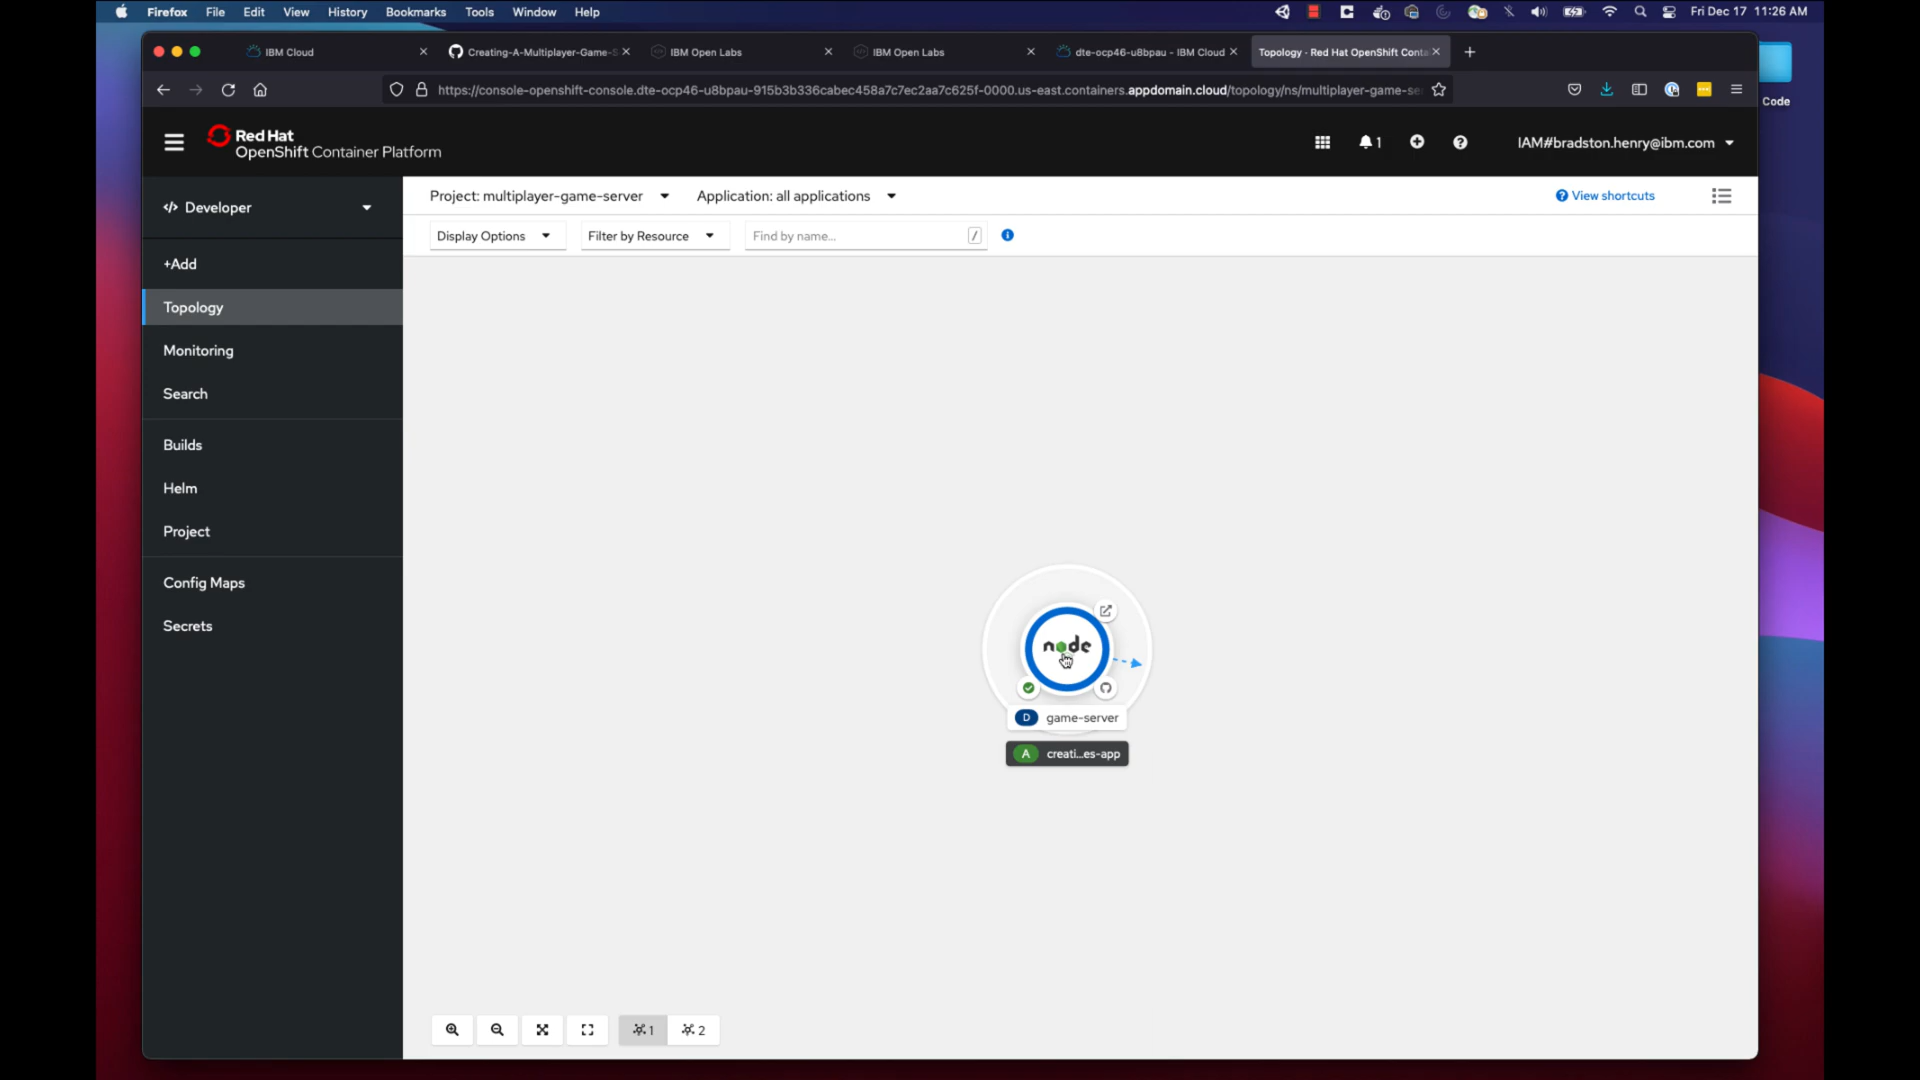 Firefox File Edit View History Bookmarks Tools Window Help Fri Dec 17 11:26 AM
IBM Cloud Creating-A-Multiplayer-Game-S IBM Open Labs IBM Open Labs dte-ocp46-u8bpau - IBM Cloud Topology - Red Hat OpenShift Conta
https://console-openshift-console.dte-ocp46-u8bpau-915b3b336cabec458a7c7ec2aa7c625f-0000.us-east.containers.appdomain.cloud/topology/ns/multiplayer-game-se
Code
Red Hat
OpenShift Container Platform
1
IAM#bradston.henry@ibm.com
Developer
Project: multiplayer-game-server Application: all applications View shortcuts
Display Options Filter by Resource Find by name... /
+Add
Topology
Monitoring
Search
Builds
Helm
Project
Config Maps
Secrets
node
D game-server
A creati...es-app
1 2